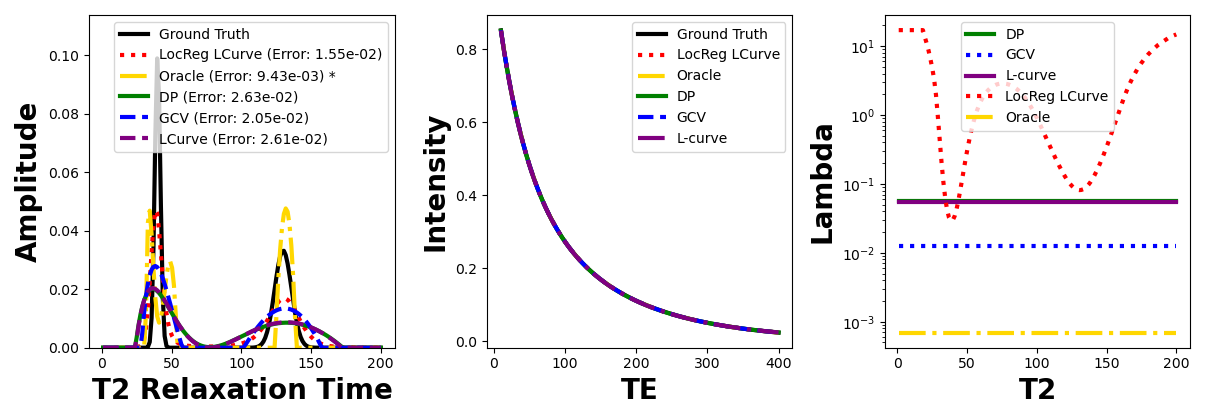 Amplitude
0.10
0.08
0.06
0.04
0.02
0.00
Ground Truth
LocReg LCurve (Error: 1.55e-02)
Oracle (Error: 9.43e-03) *
DP (Error: 2.63e-02)
GCV (Error: 2.05e-02)
LCurve (Error: 2.61e-02)
0 50 100 150 200
T2 Relaxation Time
Intensity
0.8
0.6
0.4
0.2
0.0
Ground Truth
LocReg LCurve
Oracle
DP
GCV
L-curve
0 100 200 300 400
TE
Lambda
10¹
10⁰
10⁻¹
10⁻²
10⁻³
DP
GCV
L-curve
LocReg LCurve
Oracle
0 50 100 150 200
T2